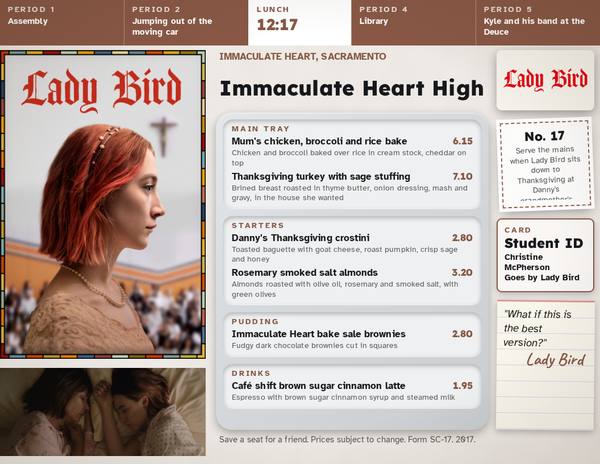 PERIOD 1
Assembly
PERIOD 2
Jumping out of the
moving car
LUNCH
12:17
PERIOD 4
Library
PERIOD 5
Kyle and his band at the
Deuce
Lady Bird
IMMACULATE HEART, SACRAMENTO
Immaculate Heart High
MAIN TRAY
Mum's chicken, broccoli and rice bake 6.15
Chicken and broccoli baked over rice in cream stock, cheddar on
top
Thanksgiving turkey with sage stuffing 7.10
Brined breast roasted in thyme butter, onion dressing, mash and
gravy, in the house she wanted
STARTERS
Danny's Thanksgiving crostini 2.80
Toasted baguette with goat cheese, roast pumpkin, crisp sage
and honey
Rosemary smoked salt almonds 3.20
Almonds roasted with olive oil, rosemary and smoked salt, with
green olives
PUDDING
Immaculate Heart bake sale brownies 2.80
Fudgy dark chocolate brownies cut in squares
DRINKS
Café shift brown sugar cinnamon latte 1.95
Espresso with brown sugar cinnamon syrup and steamed milk
Save a seat for a friend. Prices subject to change. Form SC-17. 2017.
Lady Bird
No. 17
Serve the mains
when Lady Bird sits
down to
Thanksgiving at
Danny's
CARD
Student ID
Christine
McPherson
Goes by Lady Bird
"What if this is
the best
version?"
Lady Bird